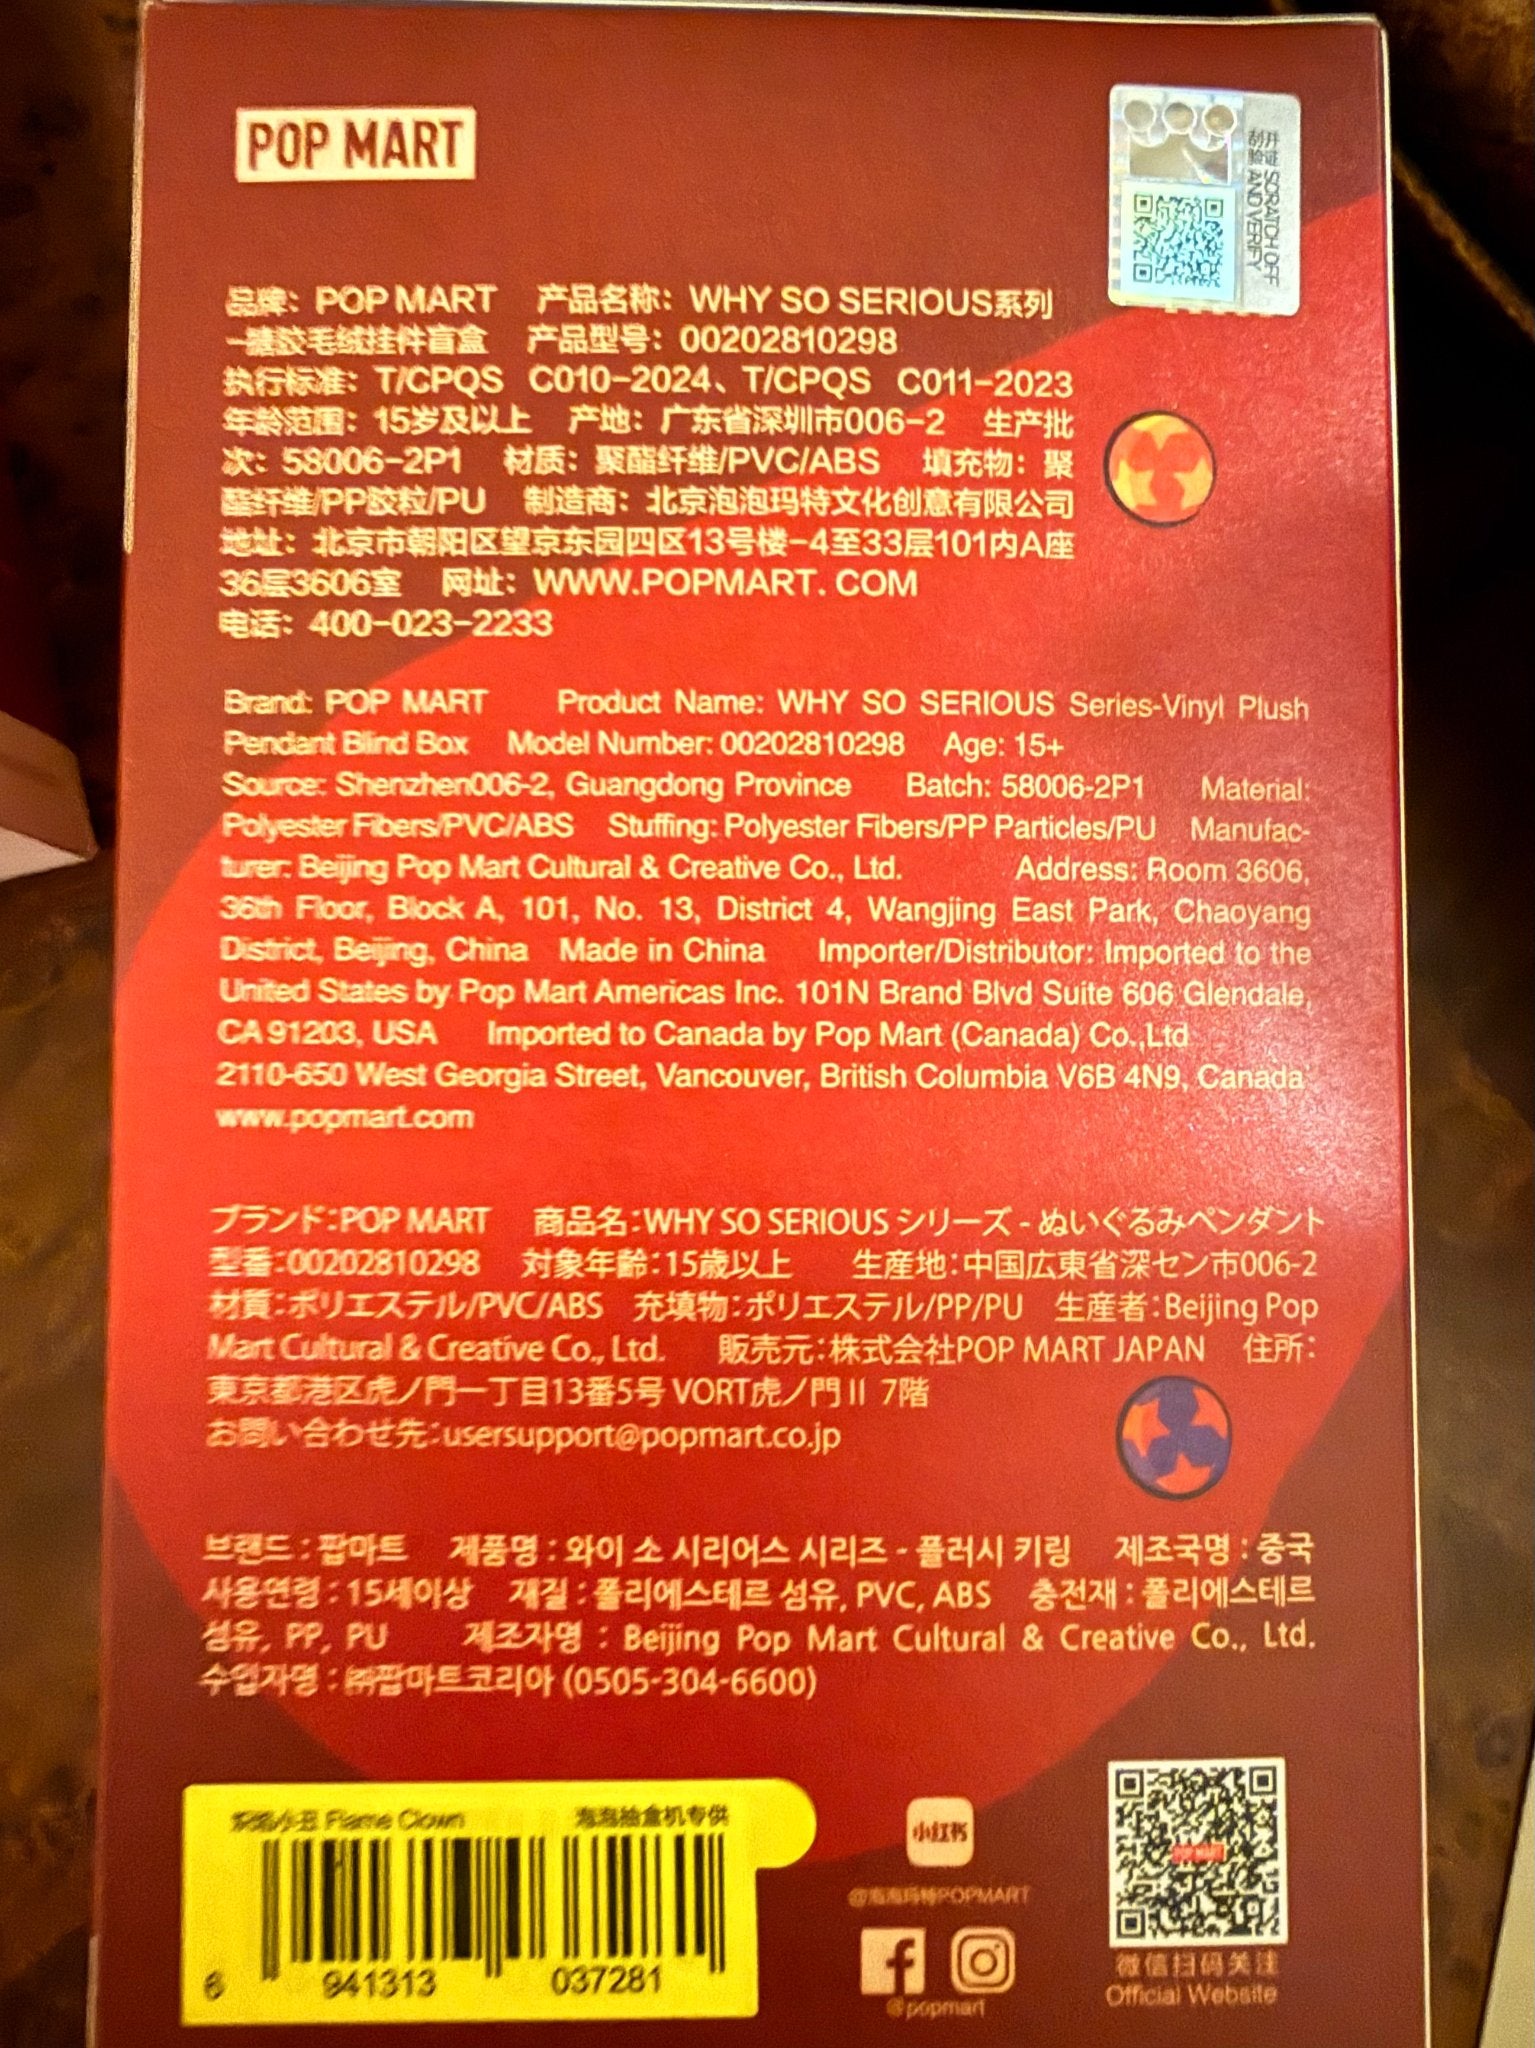 POP MART
刮开验证 SCRATCH OFF AND VERIFY
品牌：POP MART 产品名称：WHY SO SERIOUS系列
-搪胶毛绒挂件盲盒 产品型号：00202810298
执行标准：T/CPQS C010-2024、T/CPQS C011-2023
年龄范围：15岁及以上 产地：广东省深圳市006-2 生产批
次：58006-2P1 材质：聚酯纤维/PVC/ABS 填充物：聚
酯纤维/PP胶粒/PU 制造商：北京泡泡玛特文化创意有限公司
地址：北京市朝阳区望京东园四区13号楼-4至33层101内A座
36层3606室 网址：WWW.POPMART. COM
电话：400-023-2233
Brand: POP MART Product Name: WHY SO SERIOUS Series-Vinyl Plush
Pendant Blind Box Model Number: 00202810298 Age: 15+
Source: Shenzhen006-2, Guangdong Province Batch: 58006-2P1 Material:
Polyester Fibers/PVC/ABS Stuffing: Polyester Fibers/PP Particles/PU Manufac-
turer: Beijing Pop Mart Cultural & Creative Co., Ltd. Address: Room 3606,
36th Floor, Block A, 101, No. 13, District 4, Wangjing East Park, Chaoyang
District, Beijing, China Made in China Importer/Distributor: Imported to the
United States by Pop Mart Americas Inc. 101N Brand Blvd Suite 606 Glendale,
CA 91203, USA Imported to Canada by Pop Mart (Canada) Co.,Ltd
2110-650 West Georgia Street, Vancouver, British Columbia V6B 4N9, Canada
www.popmart.com
ブランド：POP MART 商品名：WHY SO SERIOUS シリーズ - ぬいぐるみペンダント
型番：00202810298 対象年齢：15歳以上 生産地：中国広東省深セン市006-2
材質：ポリエステル/PVC/ABS 充填物：ポリエステル/PP/PU 生産者：Beijing Pop
Mart Cultural & Creative Co., Ltd. 販売元：株式会社POP MART JAPAN 住所：
東京都港区虎ノ門一丁目13番5号 VORT虎ノ門Ⅱ 7階
お問い合わせ先：usersupport@popmart.co.jp
브랜드 : 팝마트 제품명 : 와이 소 시리어스 시리즈 - 플러시 키링 제조국명 : 중국
사용연령 : 15세이상 재질 : 폴리에스테르 섬유, PVC, ABS 충전재 : 폴리에스테르
섬유, PP, PU 제조자명 : Beijing Pop Mart Cultural & Creative Co., Ltd.
수입자명 : ㈜팝마트코리아 (0505-304-6600)
炽焰小丑 Flame Clown 泡泡抽盒机专供
6 941313 037281
小红书
@泡泡玛特POPMART
@popmart
POP MART
微信扫码关注
Official Website